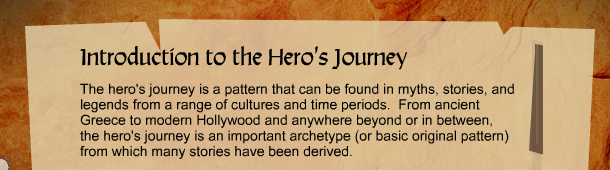 Introduction to the Hero's Journey
The hero's journey is a pattern that can be found in myths, stories, and
legends from a range of cultures and time periods.  From ancient
Greece to modern Hollywood and anywhere beyond or in between,
the hero's journey is an important archetype (or basic original pattern)
from which many stories have been derived.